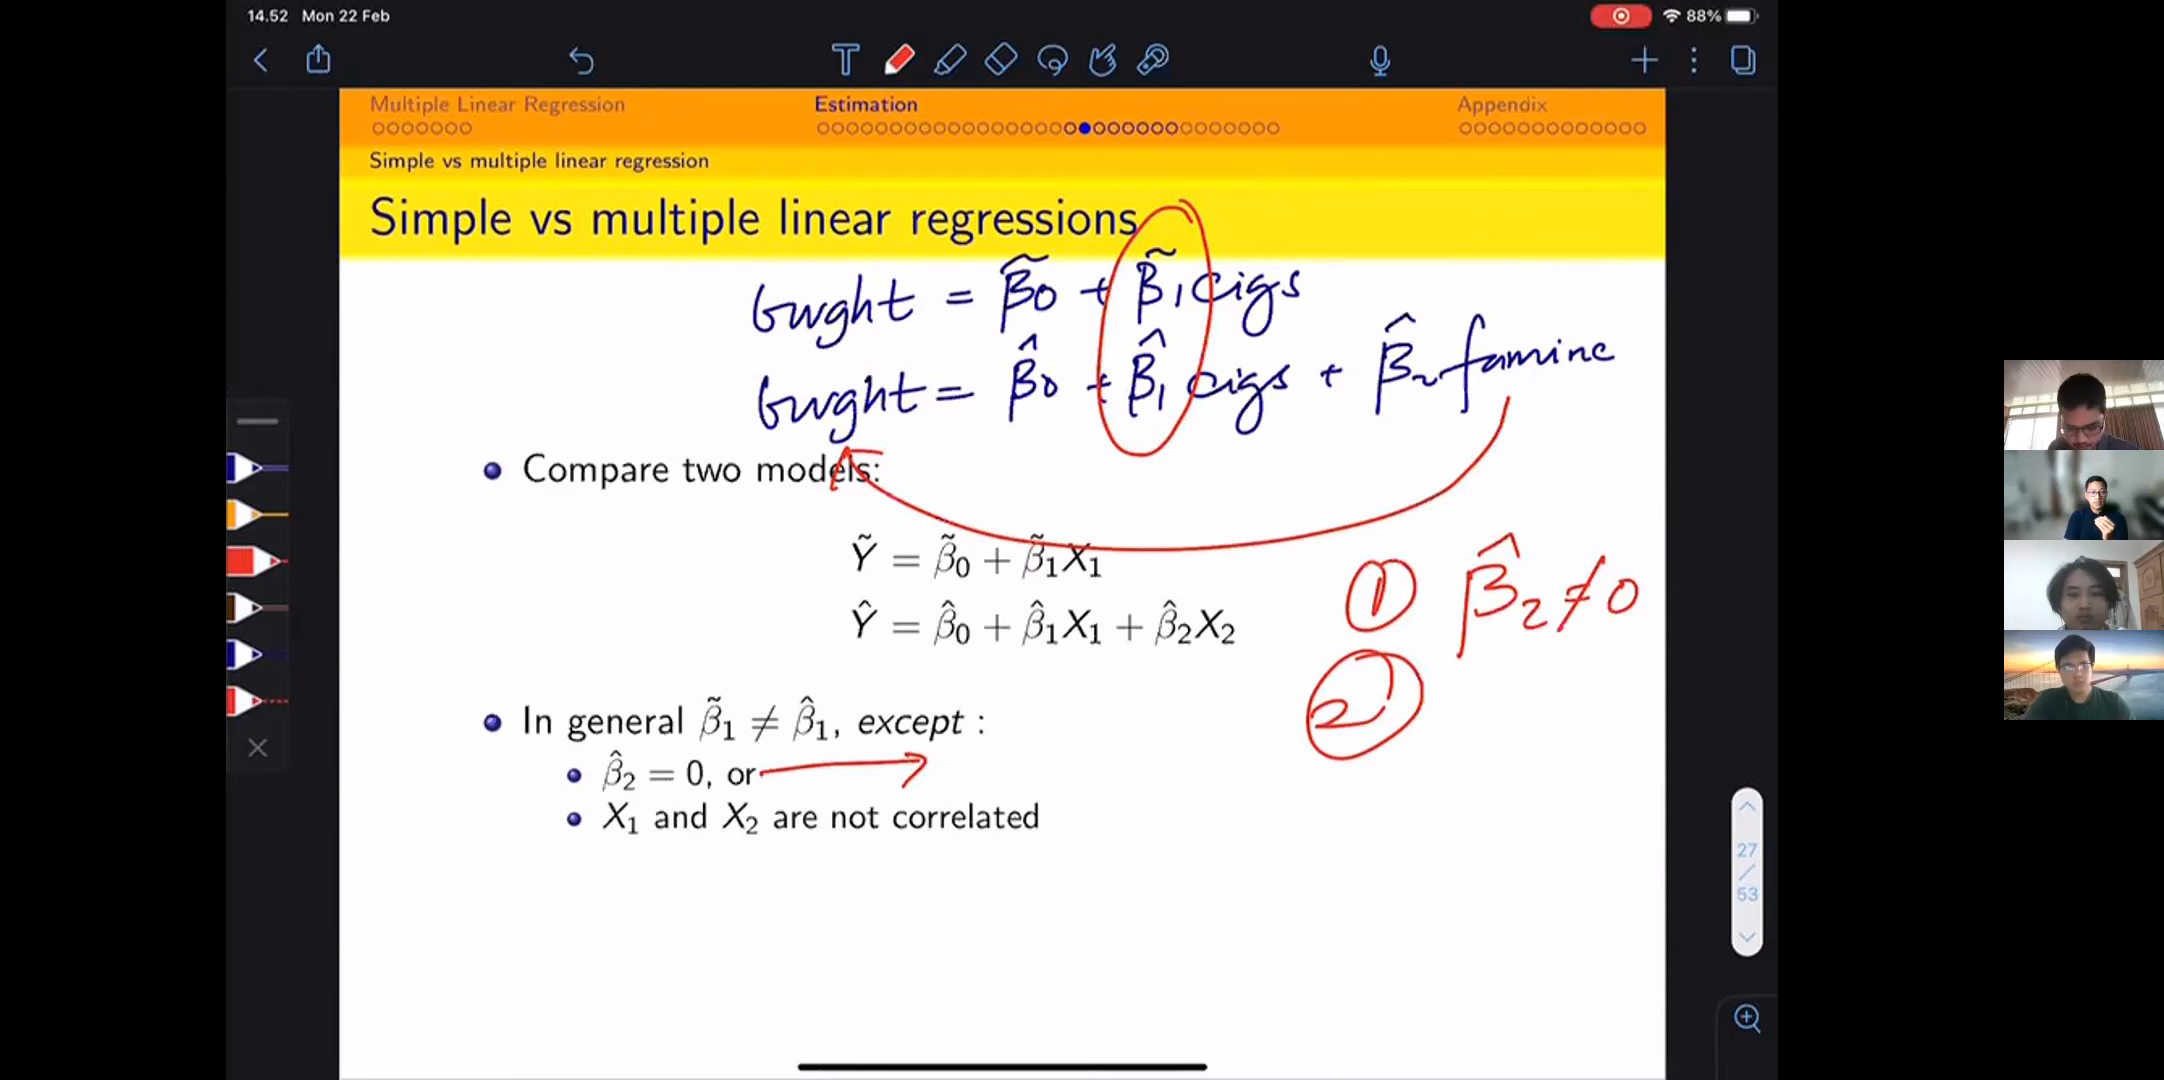 14.52 Mon 22 Feb
88%
Multiple Linear Regression Estimation Appendix
Simple vs multiple linear regression
Simple vs multiple linear regressions
bwght = β̃0 + β̃1 cigs
bwght = β̂0 + β̂1 cigs + β̂2 faminc
Compare two models:
Ỹ = β̃0 + β̃1X1
Ŷ = β̂0 + β̂1X1 + β̂2X2
① β̂2 ≠ 0
②
In general β̃1 ≠ β̂1, except :
β̂2 = 0, or
X1 and X2 are not correlated
27
/
53